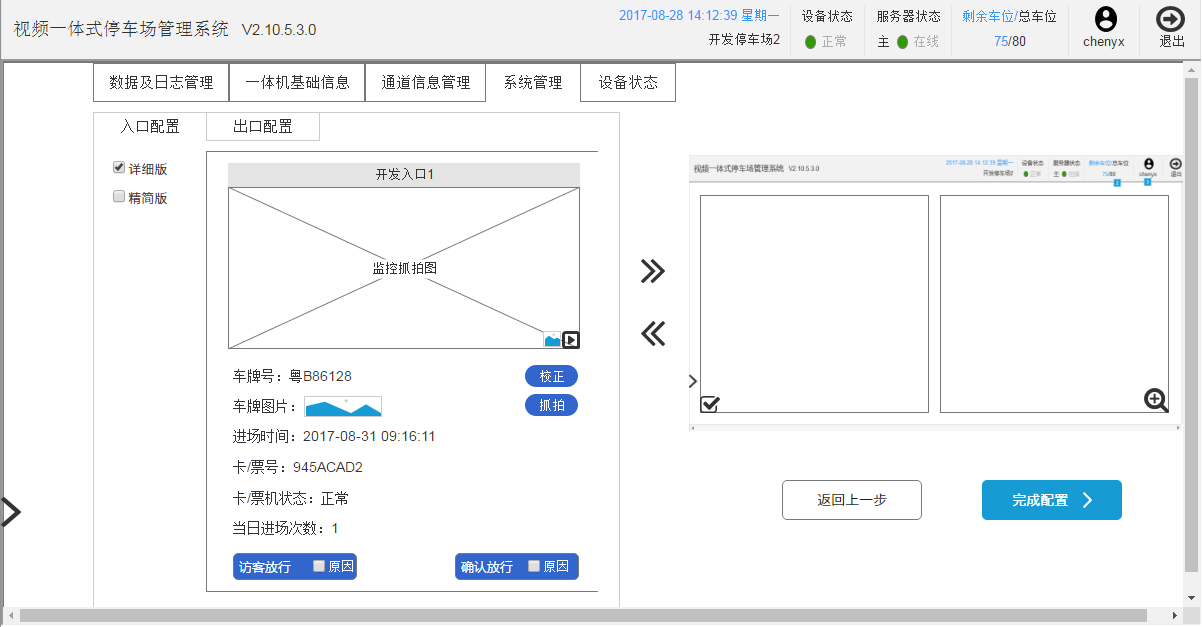 视频一体式停车场管理系统 V2.10.5.3.0
2017-08-28 14:12:39 星期一
开发停车场2
设备状态
正常
服务器状态
主 在线
剩余车位/总车位
75/80
chenyx
退出
数据及日志管理
一体机基础信息
通道信息管理
系统管理
设备状态
入口配置
出口配置
详细版
精简版
开发入口1
监控抓拍图
车牌号：粤B86128
校正
车牌图片：
抓拍
进场时间：2017-08-31 09:16:11
卡/票号：945ACAD2
卡/票机状态：正常
当日进场次数：1
访客放行 原因
确认放行 原因
视频一体式停车场管理系统 V2.10.5.3.0
2017-08-28 14:12:39 星期一
开发停车场2
设备状态
正常
服务器状态
主 在线
剩余车位/总车位
75/80
chenyx
退出
返回上一步
完成配置